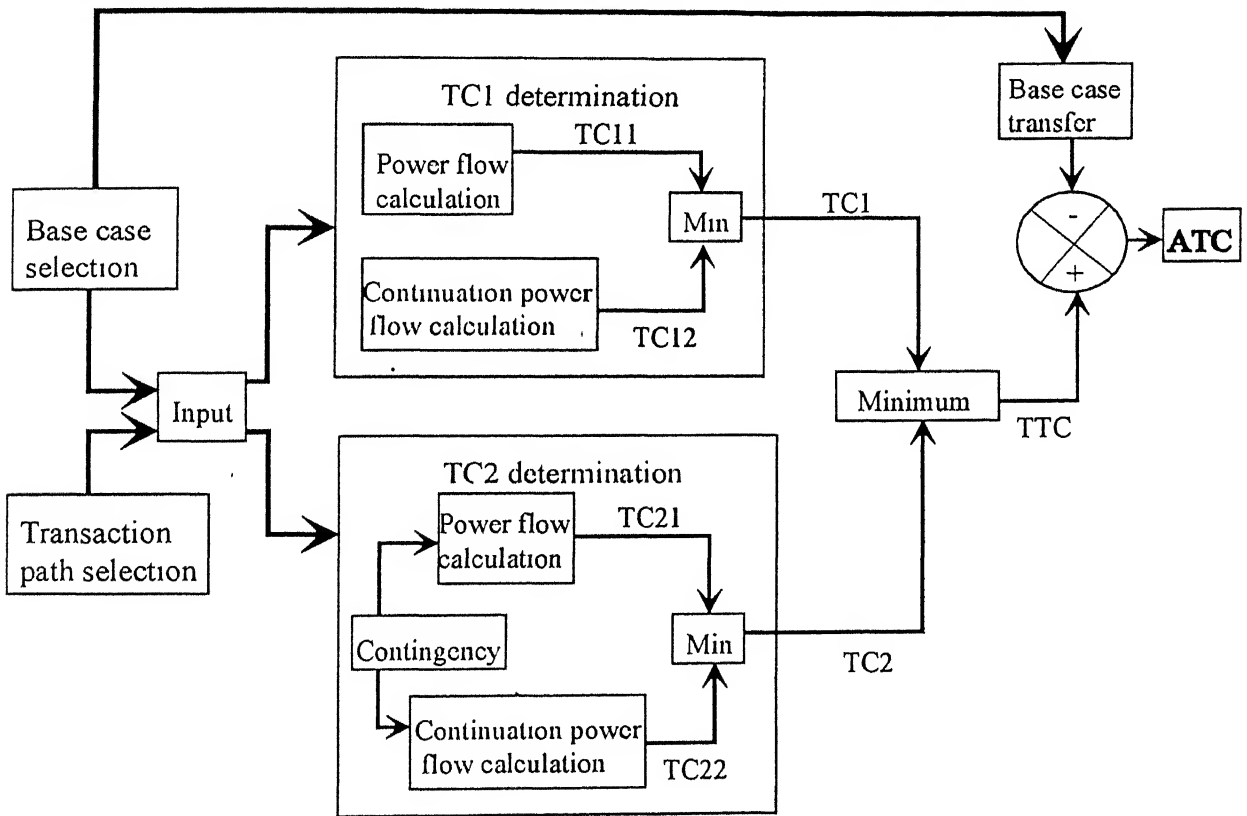 Base case
transfer
TC1 determination
TC11
Power flow
calculation
Min
TC1
-
+
ATC
Base case
selection
Continuation power
flow calculation
TC12
Input
Minimum
TTC
Transaction
path selection
TC2 determination
Power flow
calculation
TC21
Contingency
Min
TC2
Continuation power
flow calculation
TC22